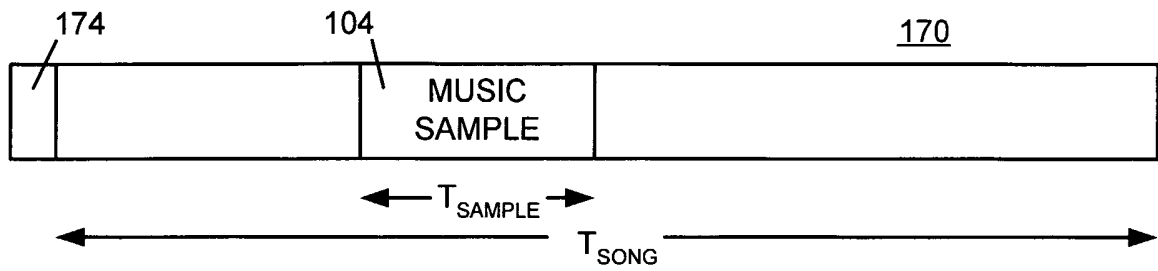 174
104
170
MUSIC
SAMPLE
T_SAMPLE
T_SONG